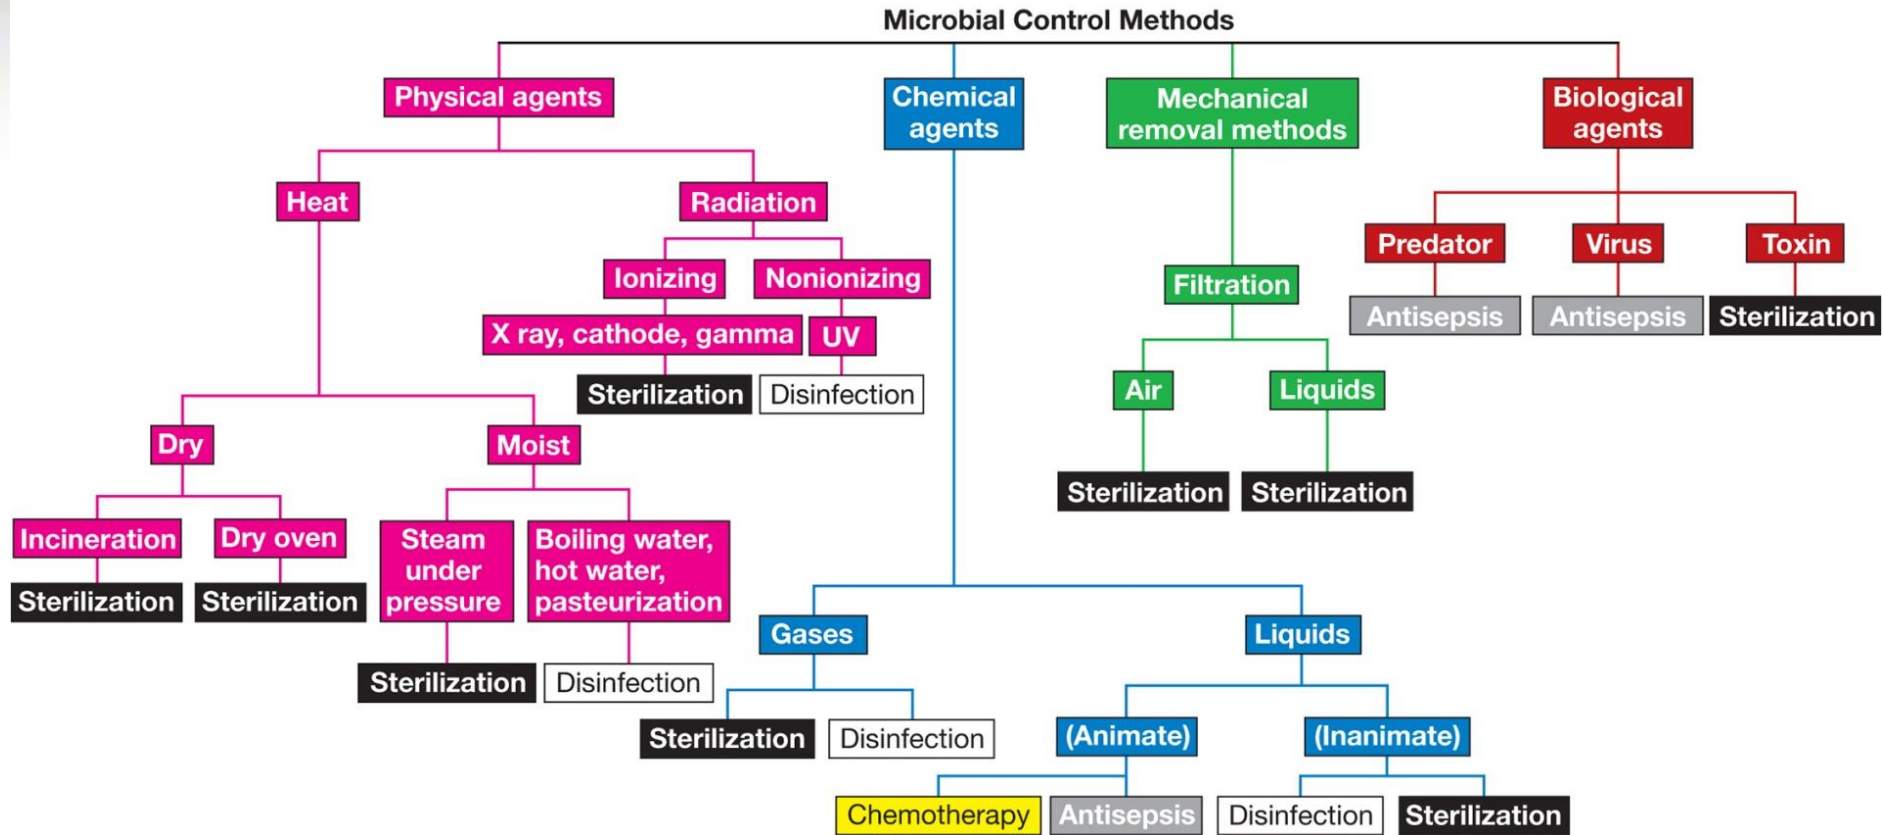 Microbial Control Methods
Physical agents
Chemical
agents
Mechanical
removal methods
Biological
agents
Heat
Radiation
Predator
Virus
Toxin
Ionizing
Nonionizing
Filtration
Antisepsis
Antisepsis
Sterilization
X ray, cathode, gamma
UV
Sterilization
Disinfection
Air
Liquids
Dry
Moist
Sterilization
Sterilization
Incineration
Dry oven
Steam
under
pressure
Boiling water,
hot water,
pasteurization
Sterilization
Sterilization
Gases
Liquids
Sterilization
Disinfection
Sterilization
Disinfection
(Animate)
(Inanimate)
Chemotherapy
Antisepsis
Disinfection
Sterilization